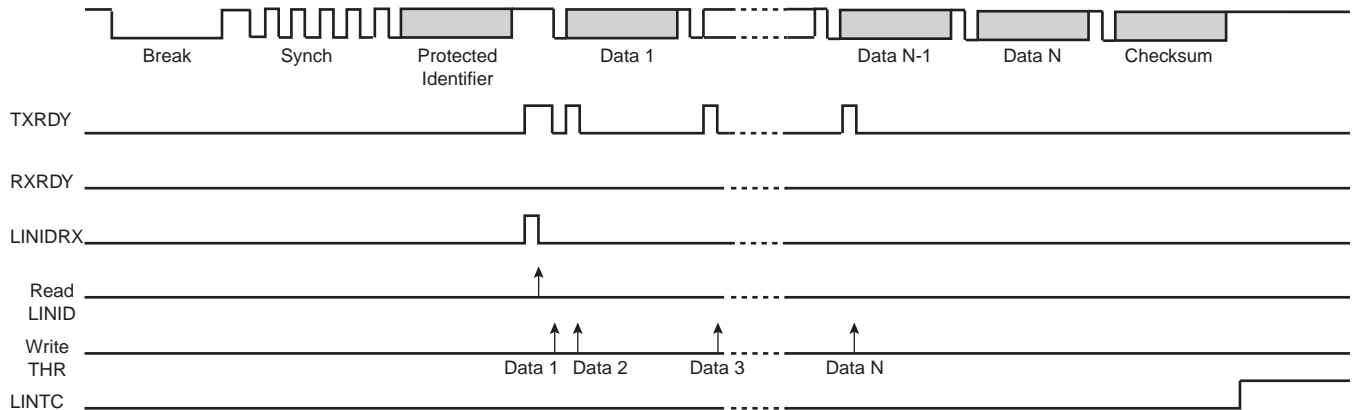 Break Synch Protected Data 1 Data N-1 Data N Checksum
Identifier
TXRDY
RXRDY
LINIDRX
Read
LINID
Write
THR Data 1 Data 2 Data 3 Data N
LINTC